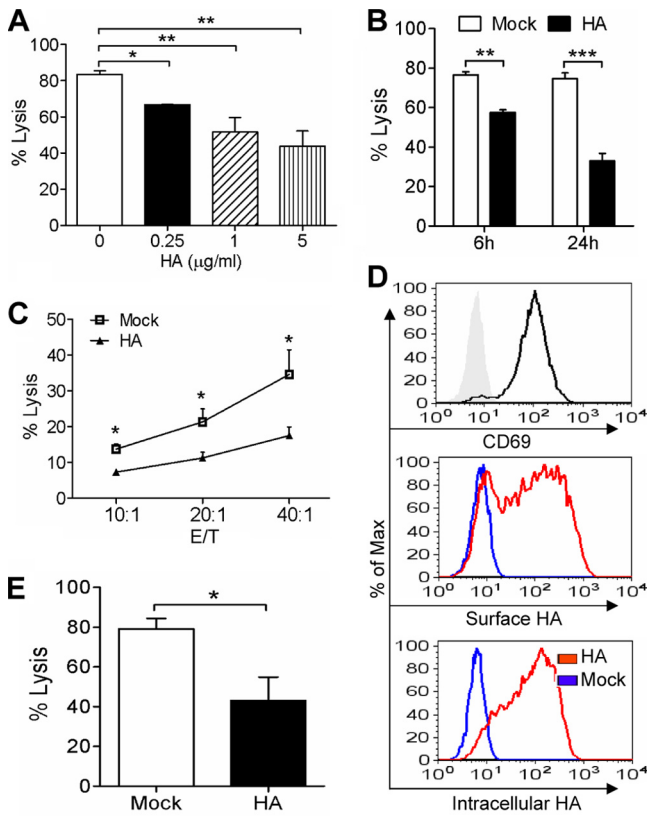 A
**
**
*
100
80
60
40
20
0
% Lysis
0 0.25 1 5
HA (μg/ml)
B
Mock HA
** ***
100
80
60
40
20
0
% Lysis
6h 24h
C
Mock
HA
50
40
30
20
10
0
% Lysis
* * *
10:1 20:1 40:1
E/T
D
100
80
60
40
20
0
10⁰ 10¹ 10² 10³ 10⁴
CD69
100
80
60
40
20
0
10⁰ 10¹ 10² 10³ 10⁴
Surface HA
% of Max
100
80
60
40
20
0
HA
Mock
10⁰ 10¹ 10² 10³ 10⁴
Intracellular HA
E
*
100
80
60
40
20
0
% Lysis
Mock HA